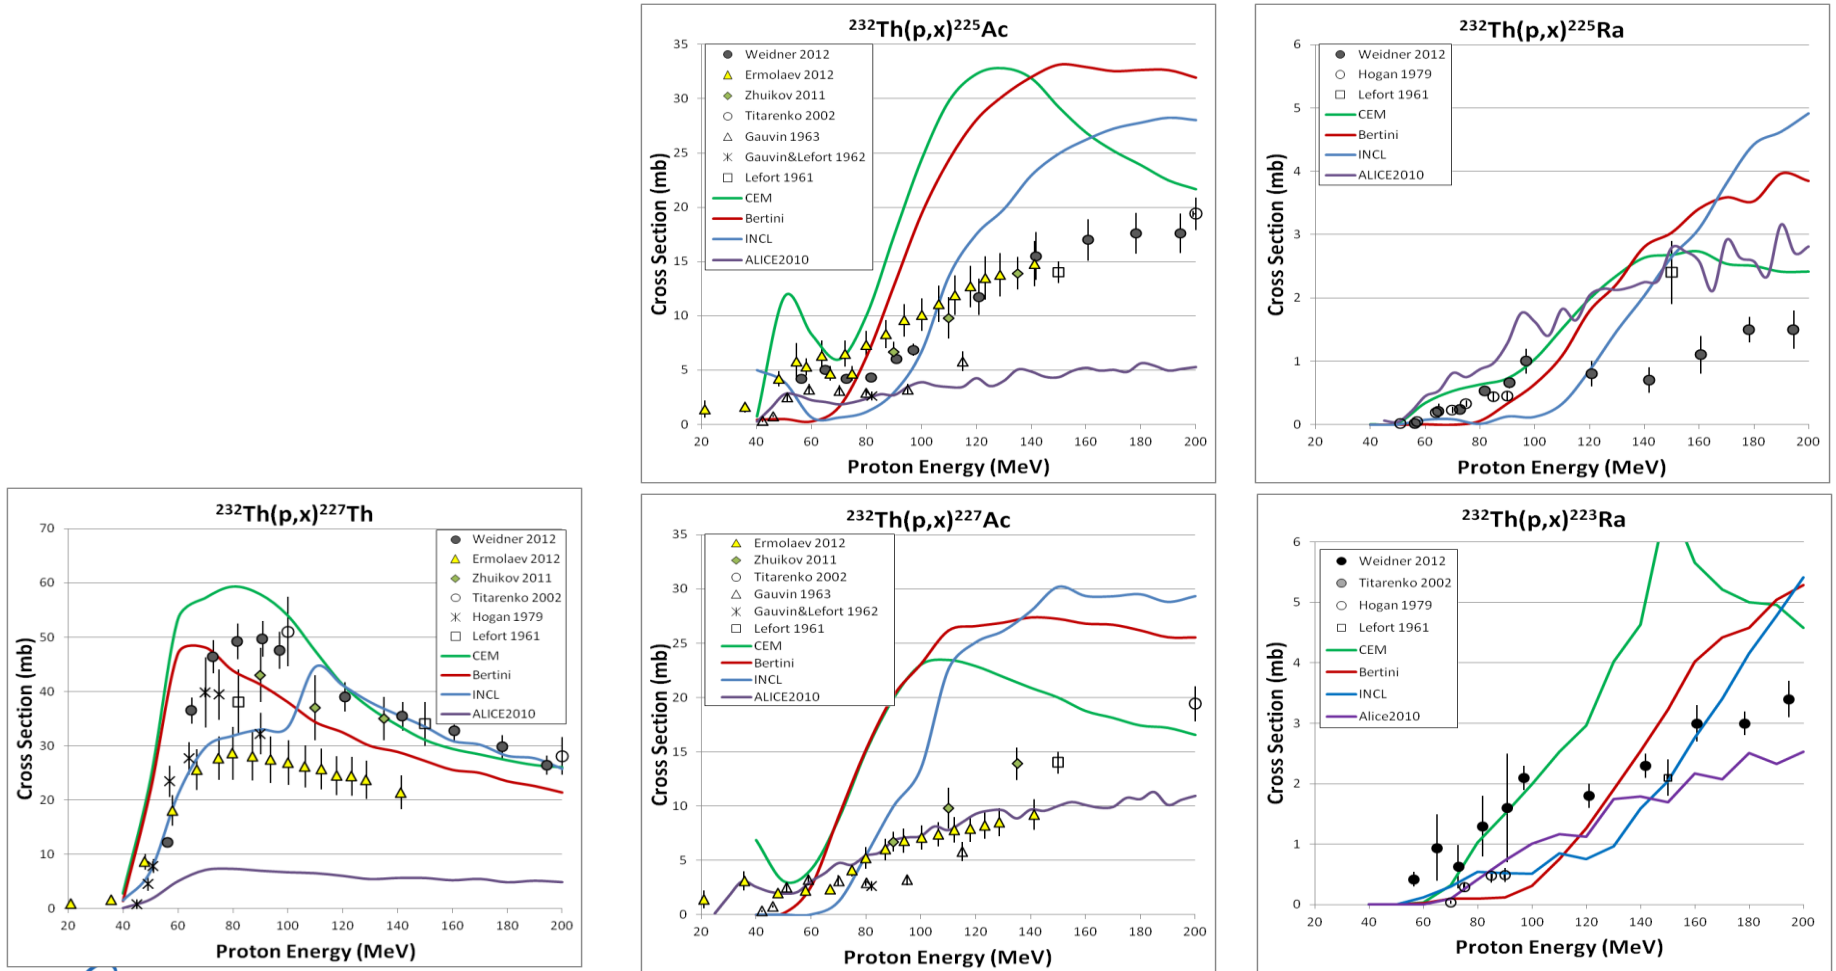 ²³²Th(p,x)²²⁵Ac
Cross Section (mb)
35
30
25
20
15
10
5
0
Weidner 2012
Ermolaev 2012
Zhuikov 2011
Titarenko 2002
Gauvin 1963
Gauvin&Lefort 1962
Lefort 1961
CEM
Bertini
INCL
ALICE2010
20 40 60 80 100 120 140 160 180 200
Proton Energy (MeV)
²³²Th(p,x)²²⁵Ra
Cross Section (mb)
6
5
4
3
2
1
0
Weidner 2012
Hogan 1979
Lefort 1961
CEM
Bertini
INCL
ALICE2010
20 40 60 80 100 120 140 160 180 200
Proton Energy (MeV)
²³²Th(p,x)²²⁷Th
Cross Section (mb)
70
60
50
40
30
20
10
0
Weidner 2012
Ermolaev 2012
Zhuikov 2011
Titarenko 2002
Hogan 1979
Lefort 1961
CEM
Bertini
INCL
ALICE2010
20 40 60 80 100 120 140 160 180 200
Proton Energy (MeV)
²³²Th(p,x)²²⁷Ac
Cross Section (mb)
35
30
25
20
15
10
5
0
Ermolaev 2012
Zhuikov 2011
Titarenko 2002
Gauvin 1963
Gauvin&Lefort 1962
Lefort 1961
CEM
Bertini
INCL
ALICE2010
20 40 60 80 100 120 140 160 180 200
Proton Energy (MeV)
²³²Th(p,x)²²³Ra
Cross Section (mb)
6
5
4
3
2
1
0
Weidner 2012
Titarenko 2002
Hogan 1979
Lefort 1961
CEM
Bertini
INCL
Alice2010
20 40 60 80 100 120 140 160 180 200
Proton Energy (MeV)